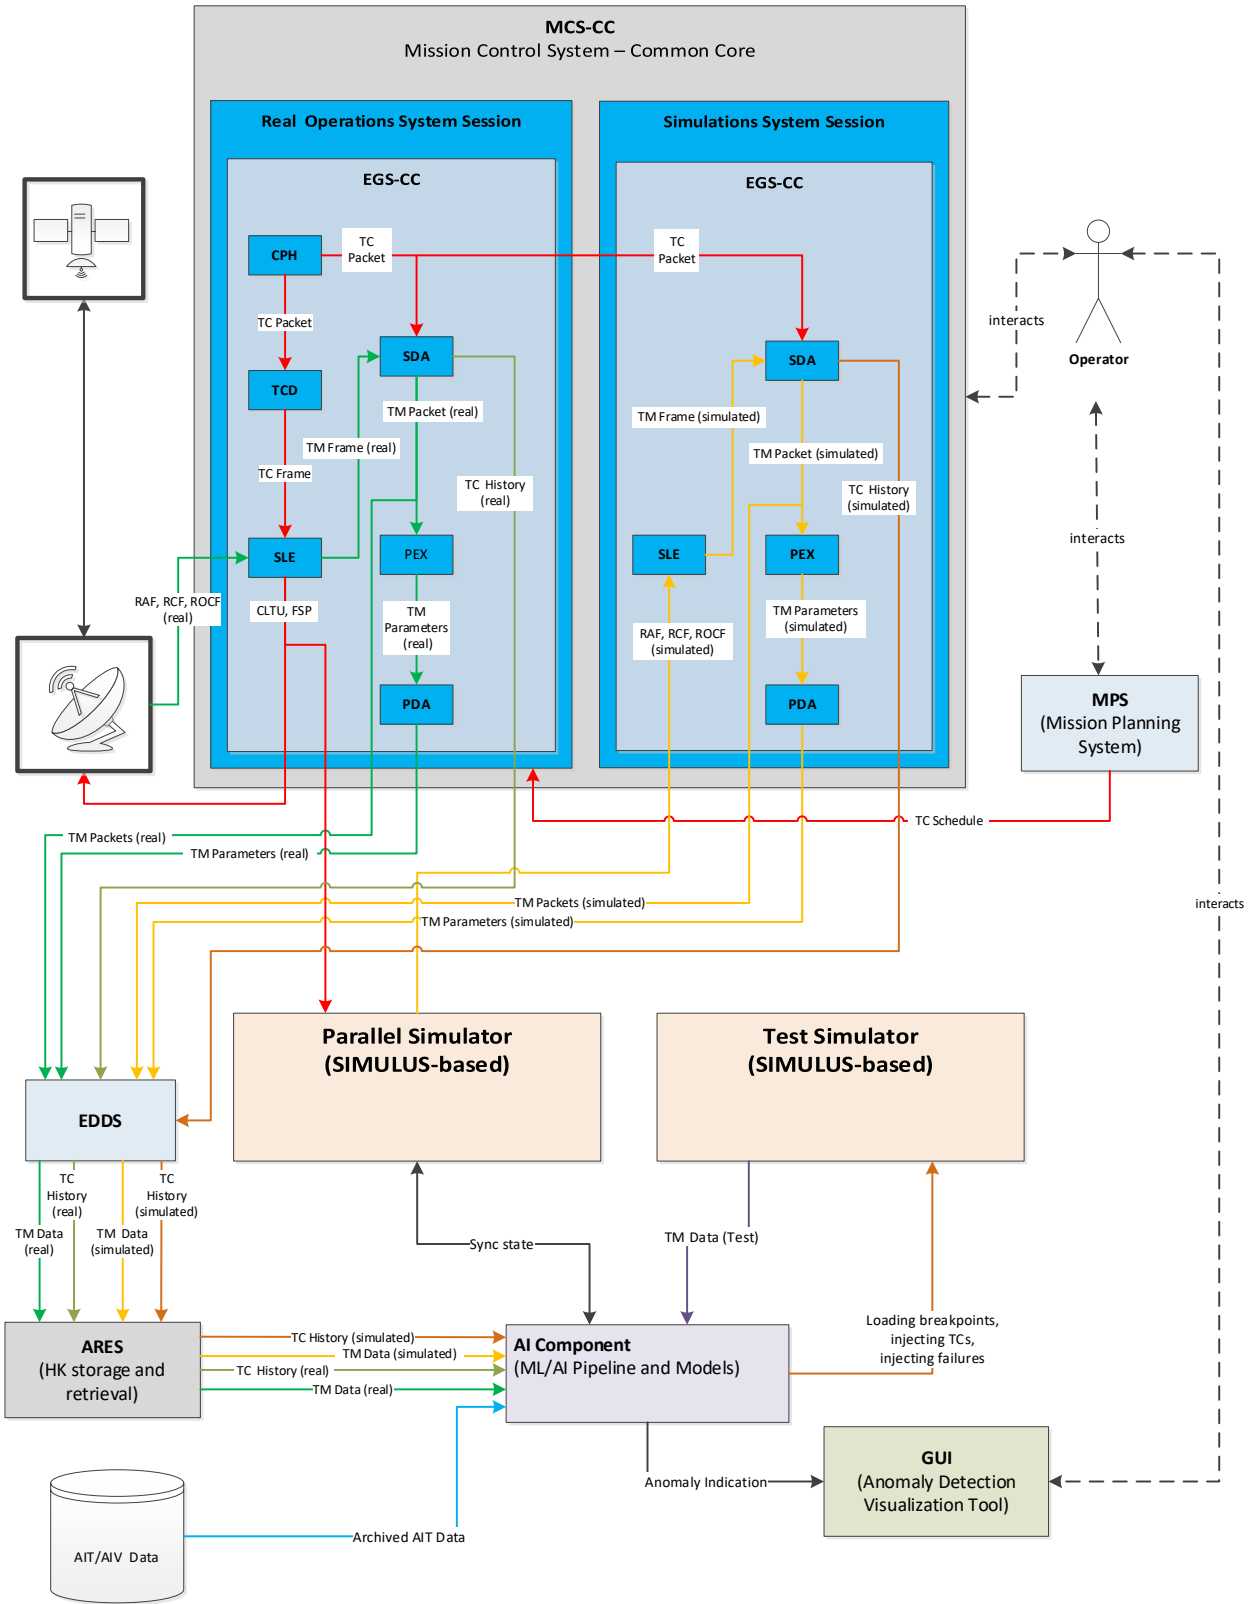 MCS-CC
Mission Control System – Common Core
Real Operations System Session
Simulations System Session
EGS-CC
EGS-CC
CPH
TC
Packet
TC
Packet
TC Packet
SDA
SDA
TCD
TM Packet (real)
TM Frame (simulated)
TM Frame (real)
TM Packet (simulated)
TC Frame
TC History
(real)
TC History
(simulated)
SLE
PEX
SLE
PEX
RAF, RCF, ROCF
(real)
CLTU, FSP
TM
Parameters
(real)
RAF, RCF, ROCF
(simulated)
TM Parameters
(simulated)
PDA
PDA
interacts
Operator
interacts
MPS
(Mission Planning
System)
TC Schedule
TM Packets (real)
TM Parameters (real)
TM Packets (simulated)
TM Parameters (simulated)
interacts
Parallel Simulator
(SIMULUS-based)
Test Simulator
(SIMULUS-based)
EDDS
TC
History
(real)
TC
History
(simulated)
TM Data
(real)
TM Data
(simulated)
Sync state
TM Data (Test)
Loading breakpoints,
injecting TCs,
injecting failures
ARES
(HK storage and
retrieval)
TC History (simulated)
TM Data (simulated)
TC History (real)
TM Data (real)
AI Component
(ML/AI Pipeline and Models)
Anomaly Indication
GUI
(Anomaly Detection
Visualization Tool)
Archived AIT Data
AIT/AIV Data